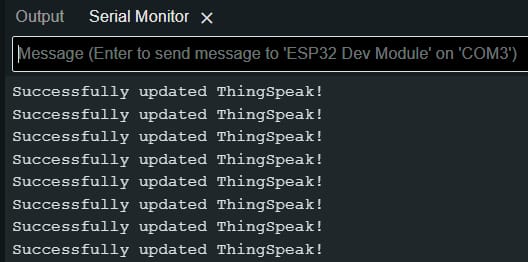 Output Serial Monitor ×
Message (Enter to send message to 'ESP32 Dev Module' on 'COM3')
Successfully updated ThingSpeak!
Successfully updated ThingSpeak!
Successfully updated ThingSpeak!
Successfully updated ThingSpeak!
Successfully updated ThingSpeak!
Successfully updated ThingSpeak!
Successfully updated ThingSpeak!
Successfully updated ThingSpeak!